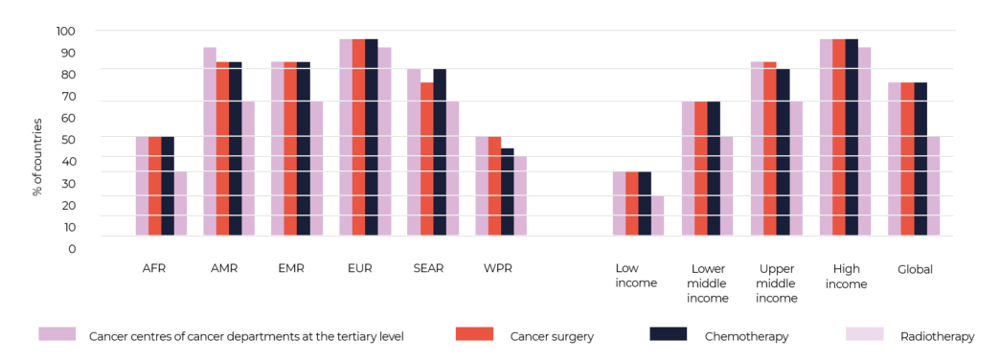 100
90
80
70
60
50
40
30
20
10
0
% of countries
AFR
AMR
EMR
EUR
SEAR
WPR
Low
income
Lower
middle
income
Upper
middle
income
High
income
Global
Cancer centres of cancer departments at the tertiary level
Cancer surgery
Chemotherapy
Radiotherapy